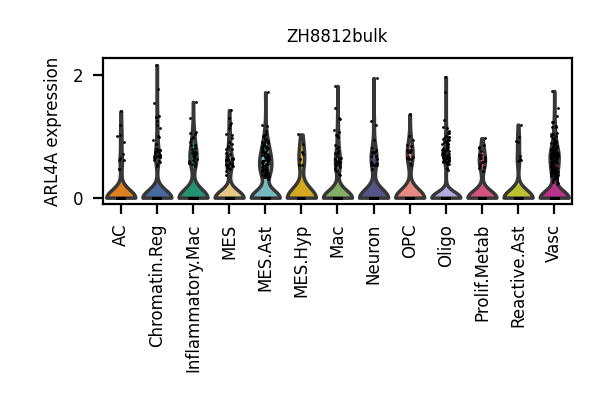 ZH8812bulk
ARL4A expression
2
0
AC
Chromatin.Reg
Inflammatory.Mac
MES
MES.Ast
MES.Hyp
Mac
Neuron
OPC
Oligo
Prolif.Metab
Reactive.Ast
Vasc